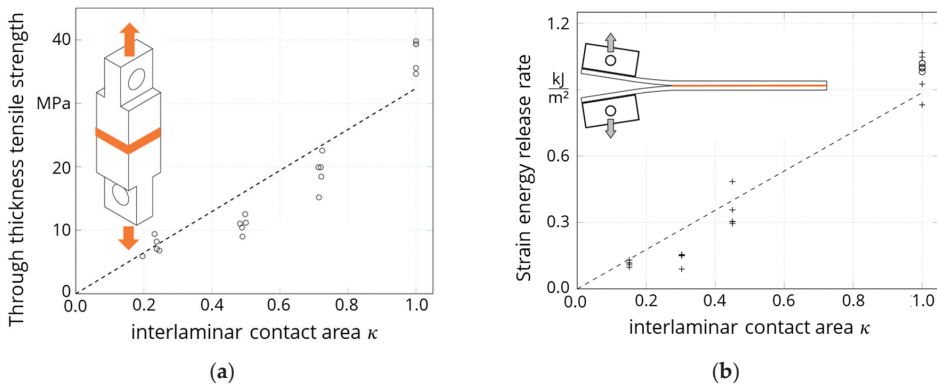 Through thickness tensile strength
40
MPa
20
10
0
0.0 0.2 0.4 0.6 0.8 1.0
interlaminar contact area κ
(a)
Strain energy release rate
1.2
kJ
m²
0.6
0.3
0.0
0.0 0.2 0.4 0.6 0.8 1.0
interlaminar contact area κ
(b)